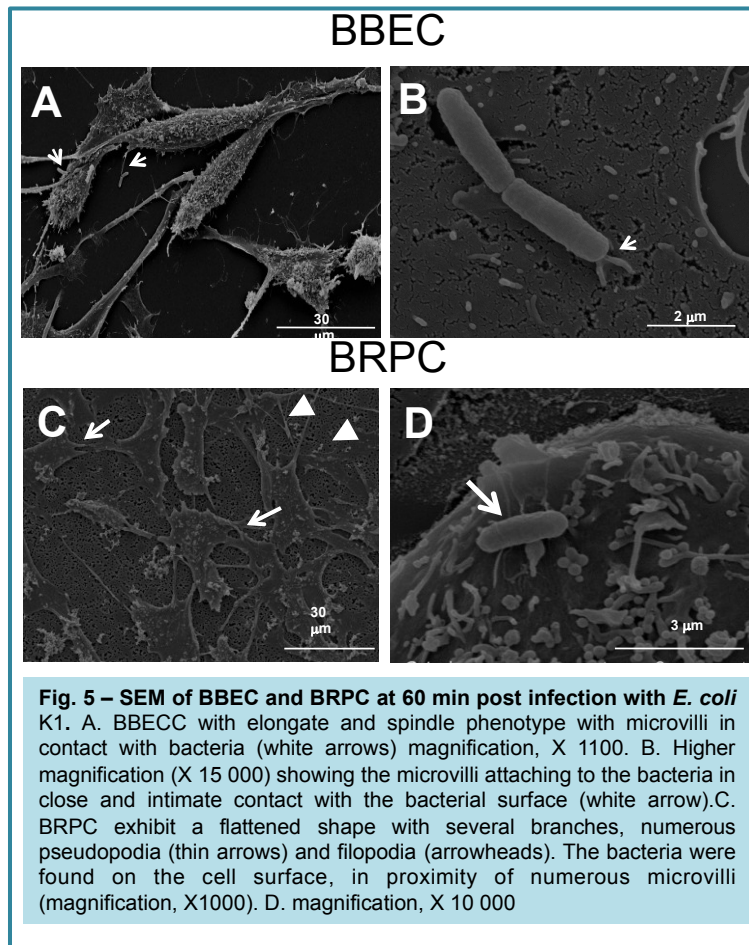 BBEC
A
B
30
µm
2 µm
BRPC
C
D
30
µm
3 µm
Fig. 5 – SEM of BBEC and BRPC at 60 min post infection with E. coli
K1. A. BBECC with elongate and spindle phenotype with microvilli in
contact with bacteria (white arrows) magnification, X 1100. B. Higher
magnification (X 15 000) showing the microvilli attaching to the bacteria in
close and intimate contact with the bacterial surface (white arrow).C.
BRPC exhibit a flattened shape with several branches, numerous
pseudopodia (thin arrows) and filopodia (arrowheads). The bacteria were
found on the cell surface, in proximity of numerous microvilli
(magnification, X1000). D. magnification, X 10 000